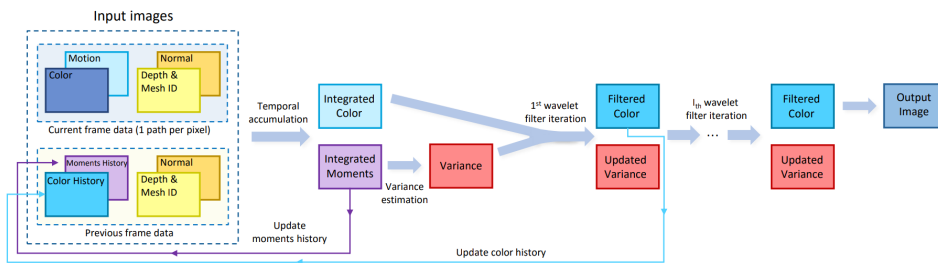 Input images
Motion
Normal
Color
Depth &
Mesh ID
Current frame data (1 path per pixel)
Moments History
Normal
Color History
Depth &
Mesh ID
Previous frame data
Temporal
accumulation
Integrated
Color
Integrated
Moments
Variance
estimation
Variance
Update
moments history
1st wavelet
filter iteration
Filtered
Color
Updated
Variance
Update color history
Ith wavelet
filter iteration
...
Filtered
Color
Updated
Variance
Output
Image